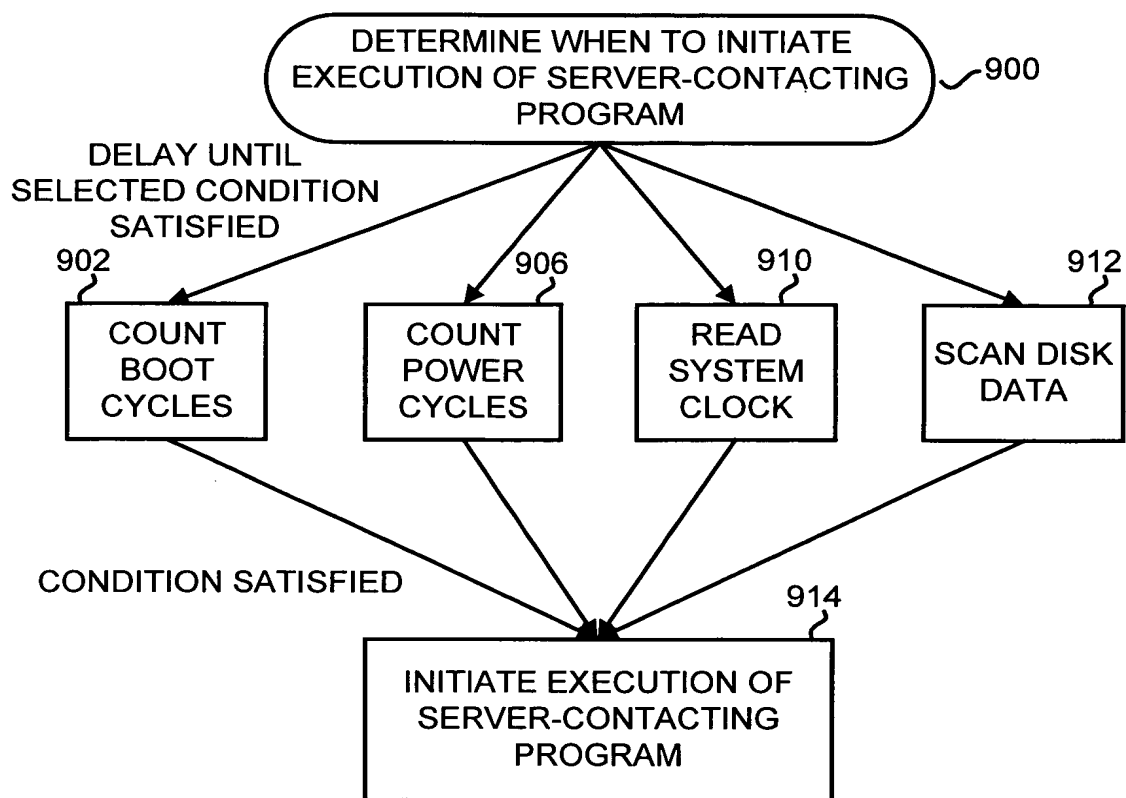 DETERMINE WHEN TO INITIATE
EXECUTION OF SERVER-CONTACTING
PROGRAM
900
DELAY UNTIL
SELECTED CONDITION
SATISFIED
902
906
910
912
COUNT
BOOT
CYCLES
COUNT
POWER
CYCLES
READ
SYSTEM
CLOCK
SCAN DISK
DATA
CONDITION SATISFIED
914
INITIATE EXECUTION OF
SERVER-CONTACTING
PROGRAM